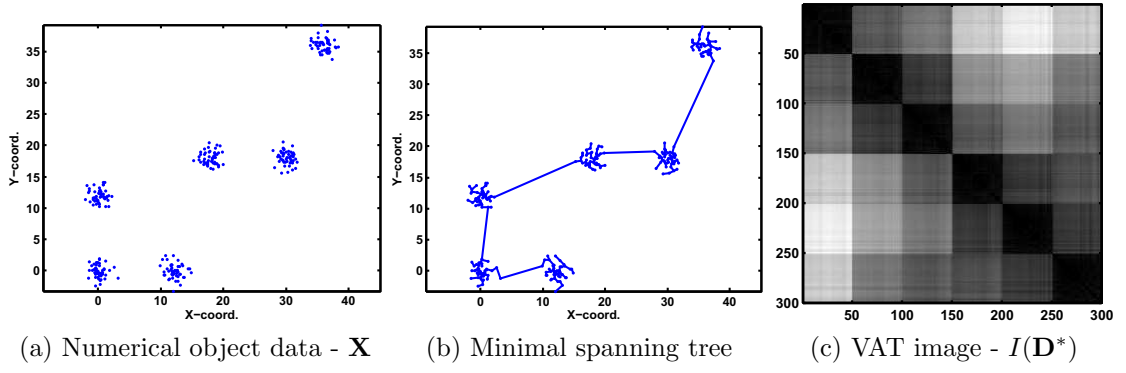 35
30
25
20
15
10
5
0
Y−coord.
0 10 20 30 40
X−coord.
(a) Numerical object data - X
35
30
25
20
15
10
5
0
Y−coord.
0 10 20 30 40
X−coord.
(b) Minimal spanning tree
50
100
150
200
250
300
50 100 150 200 250 300
(c) VAT image - I(D*)